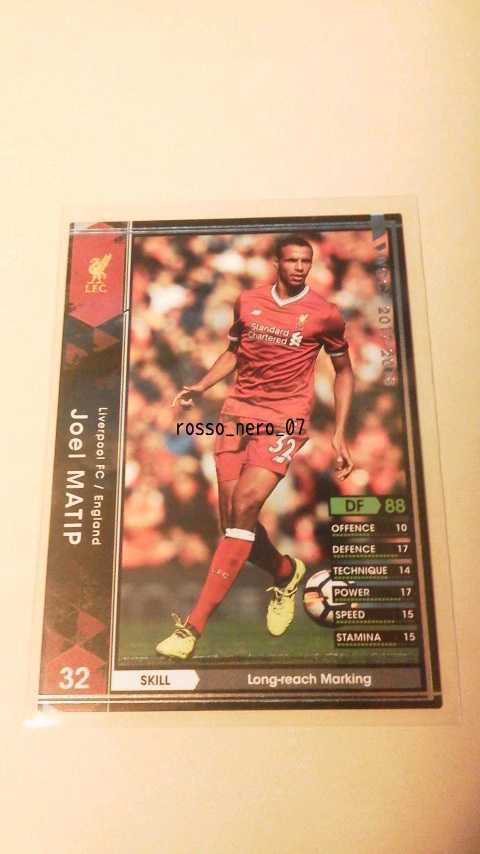 L.F.C.
Liverpool FC / England
Joel MATIP
32
Standard
Chartered
32
L.F.C
rosso_nero_07
DF 88
OFFENCE 10
DEFENCE 17
TECHNIQUE 14
POWER 17
SPEED 15
STAMINA 15
SKILL Long-reach Marking